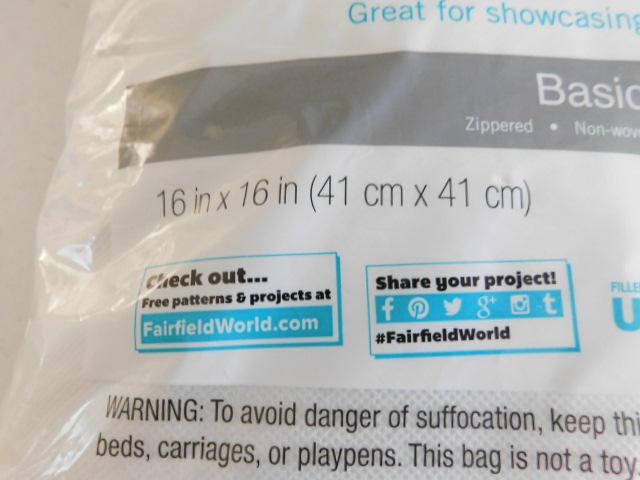 Great for showcasing
Basic
Zippered • Non-wov
16 in x 16 in (41 cm x 41 cm)
check out...
Free patterns & projects at
FairfieldWorld.com
Share your project!
#FairfieldWorld
FILLE
U
WARNING: To avoid danger of suffocation, keep thi
beds, carriages, or playpens. This bag is not a toy.